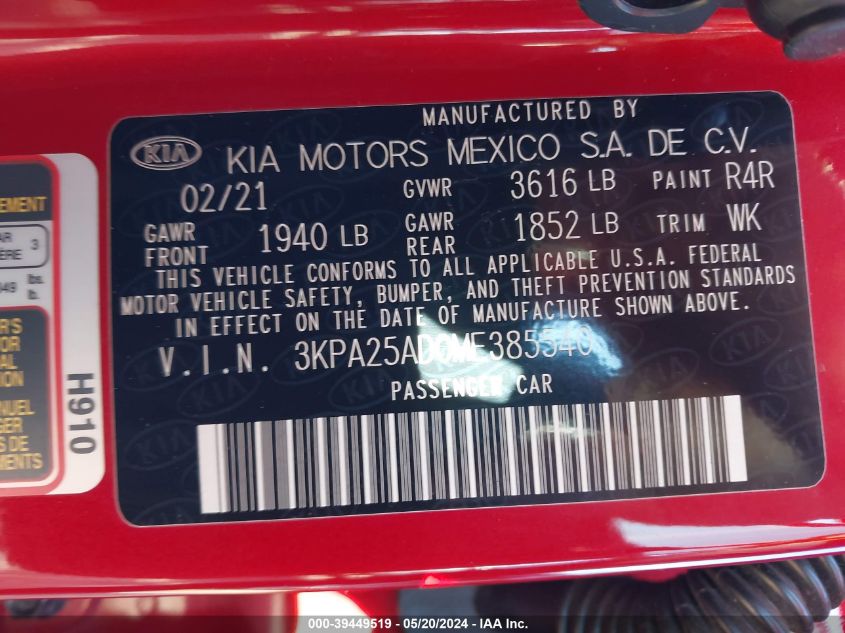 MANUFACTURED BY
KIA KIA MOTORS MEXICO S.A. DE C.V.
02/21 GVWR 3616 LB PAINT R4R
GAWR FRONT 1940 LB GAWR REAR 1852 LB TRIM WK
THIS VEHICLE CONFORMS TO ALL APPLICABLE U.S.A. FEDERAL
MOTOR VEHICLE SAFETY, BUMPER, AND THEFT PREVENTION STANDARDS
IN EFFECT ON THE DATE OF MANUFACTURE SHOWN ABOVE.
V.I.N.
PASSENGER CAR
H910
000-39449519 - 05/20/2024 - IAA Inc.